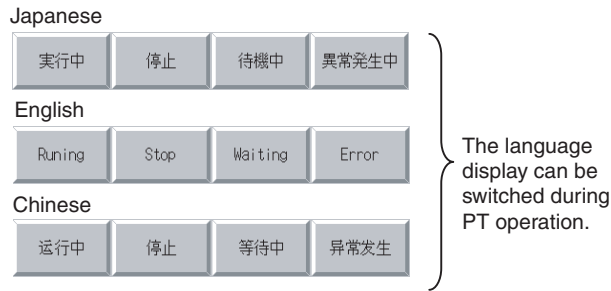 Japanese
実行中 停止 待機中 異常発生中
English
Runing Stop Waiting Error
Chinese
运行中 停止 等待中 异常发生
The language
display can be
switched during
PT operation.